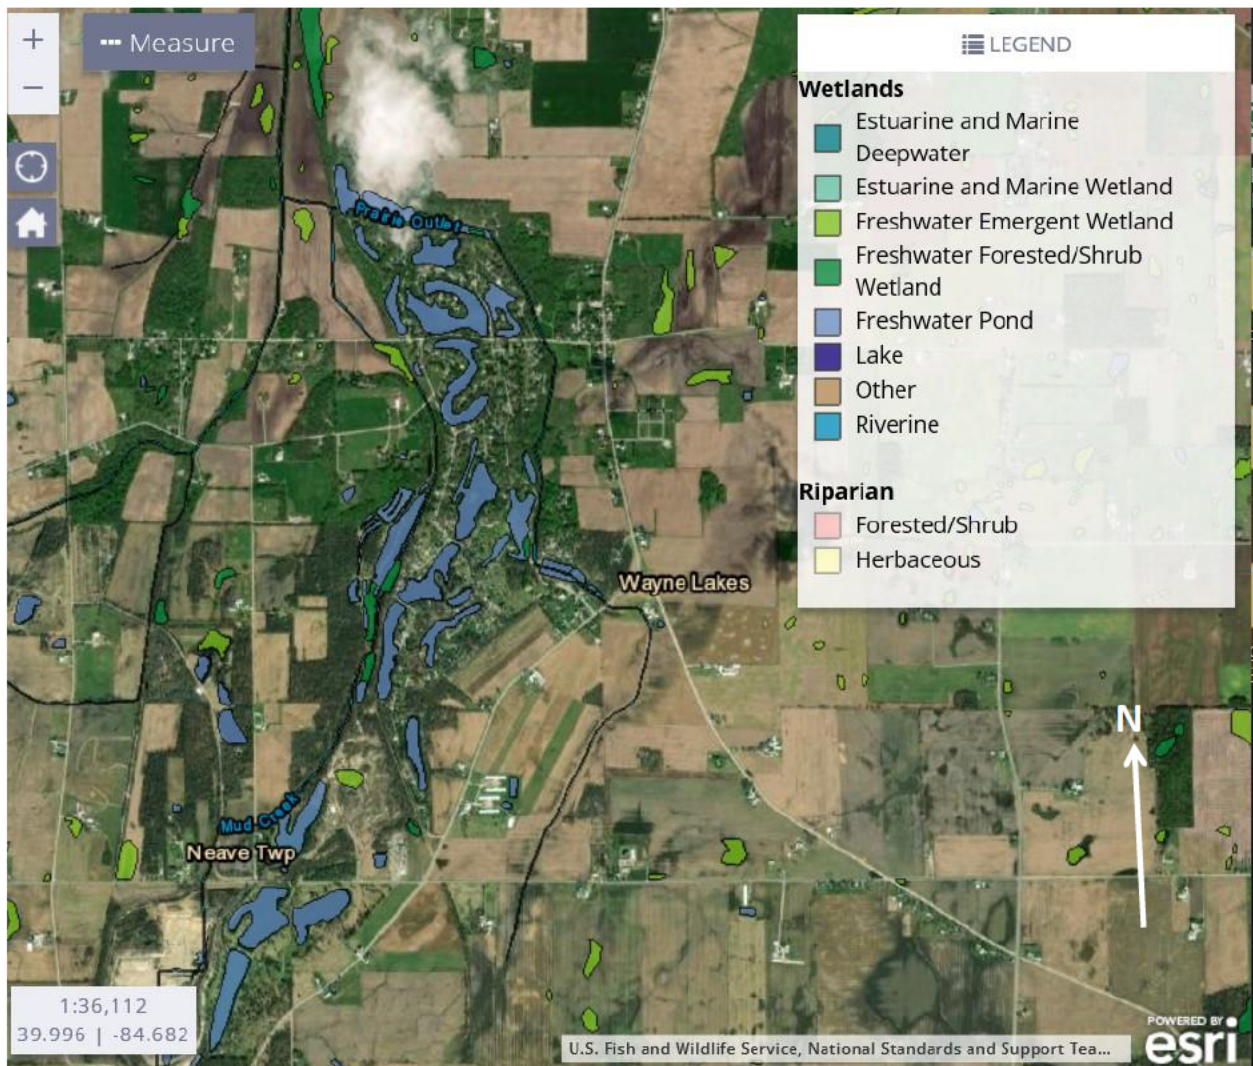 +
Measure
−
LEGEND
Wetlands
Estuarine and Marine
Deepwater
Estuarine and Marine Wetland
Freshwater Emergent Wetland
Freshwater Forested/Shrub
Wetland
Freshwater Pond
Lake
Other
Riverine
Riparian
Forested/Shrub
Herbaceous
Prairie Outlet
Wayne Lakes
N
Mud Creek
Neave Twp
1:36,112
39.996 | -84.682
U.S. Fish and Wildlife Service, National Standards and Support Tea...
POWERED BY
esri